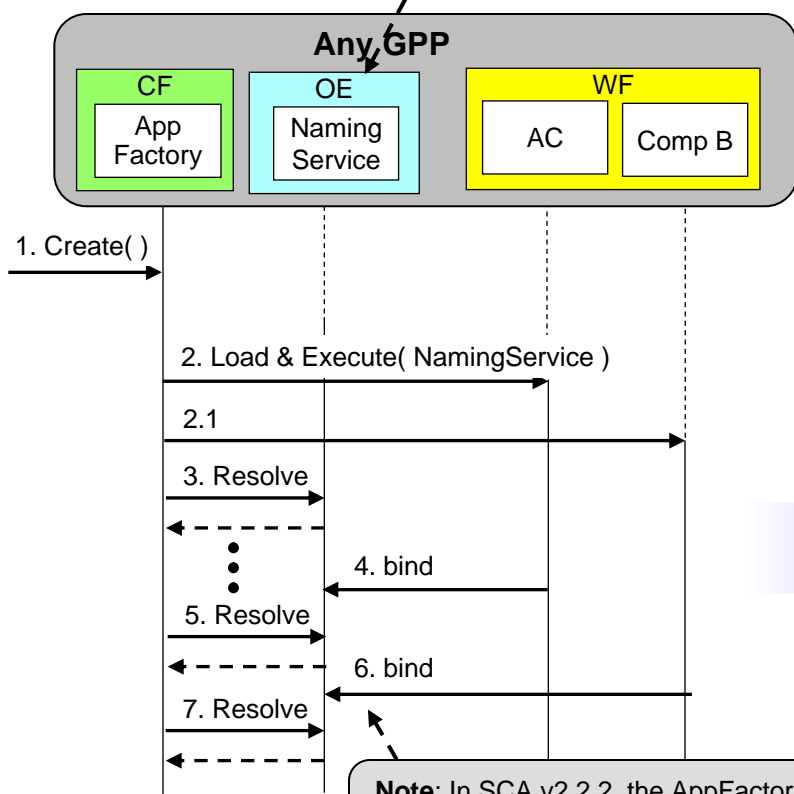 Any GPP
CF
OE
WF
App
Factory
Naming
Service
AC
Comp B
1. Create( )
2. Load & Execute( NamingService )
2.1
3. Resolve
4. bind
5. Resolve
6. bind
7. Resolve
Note: In SCA v2.2.2, the AppFactor